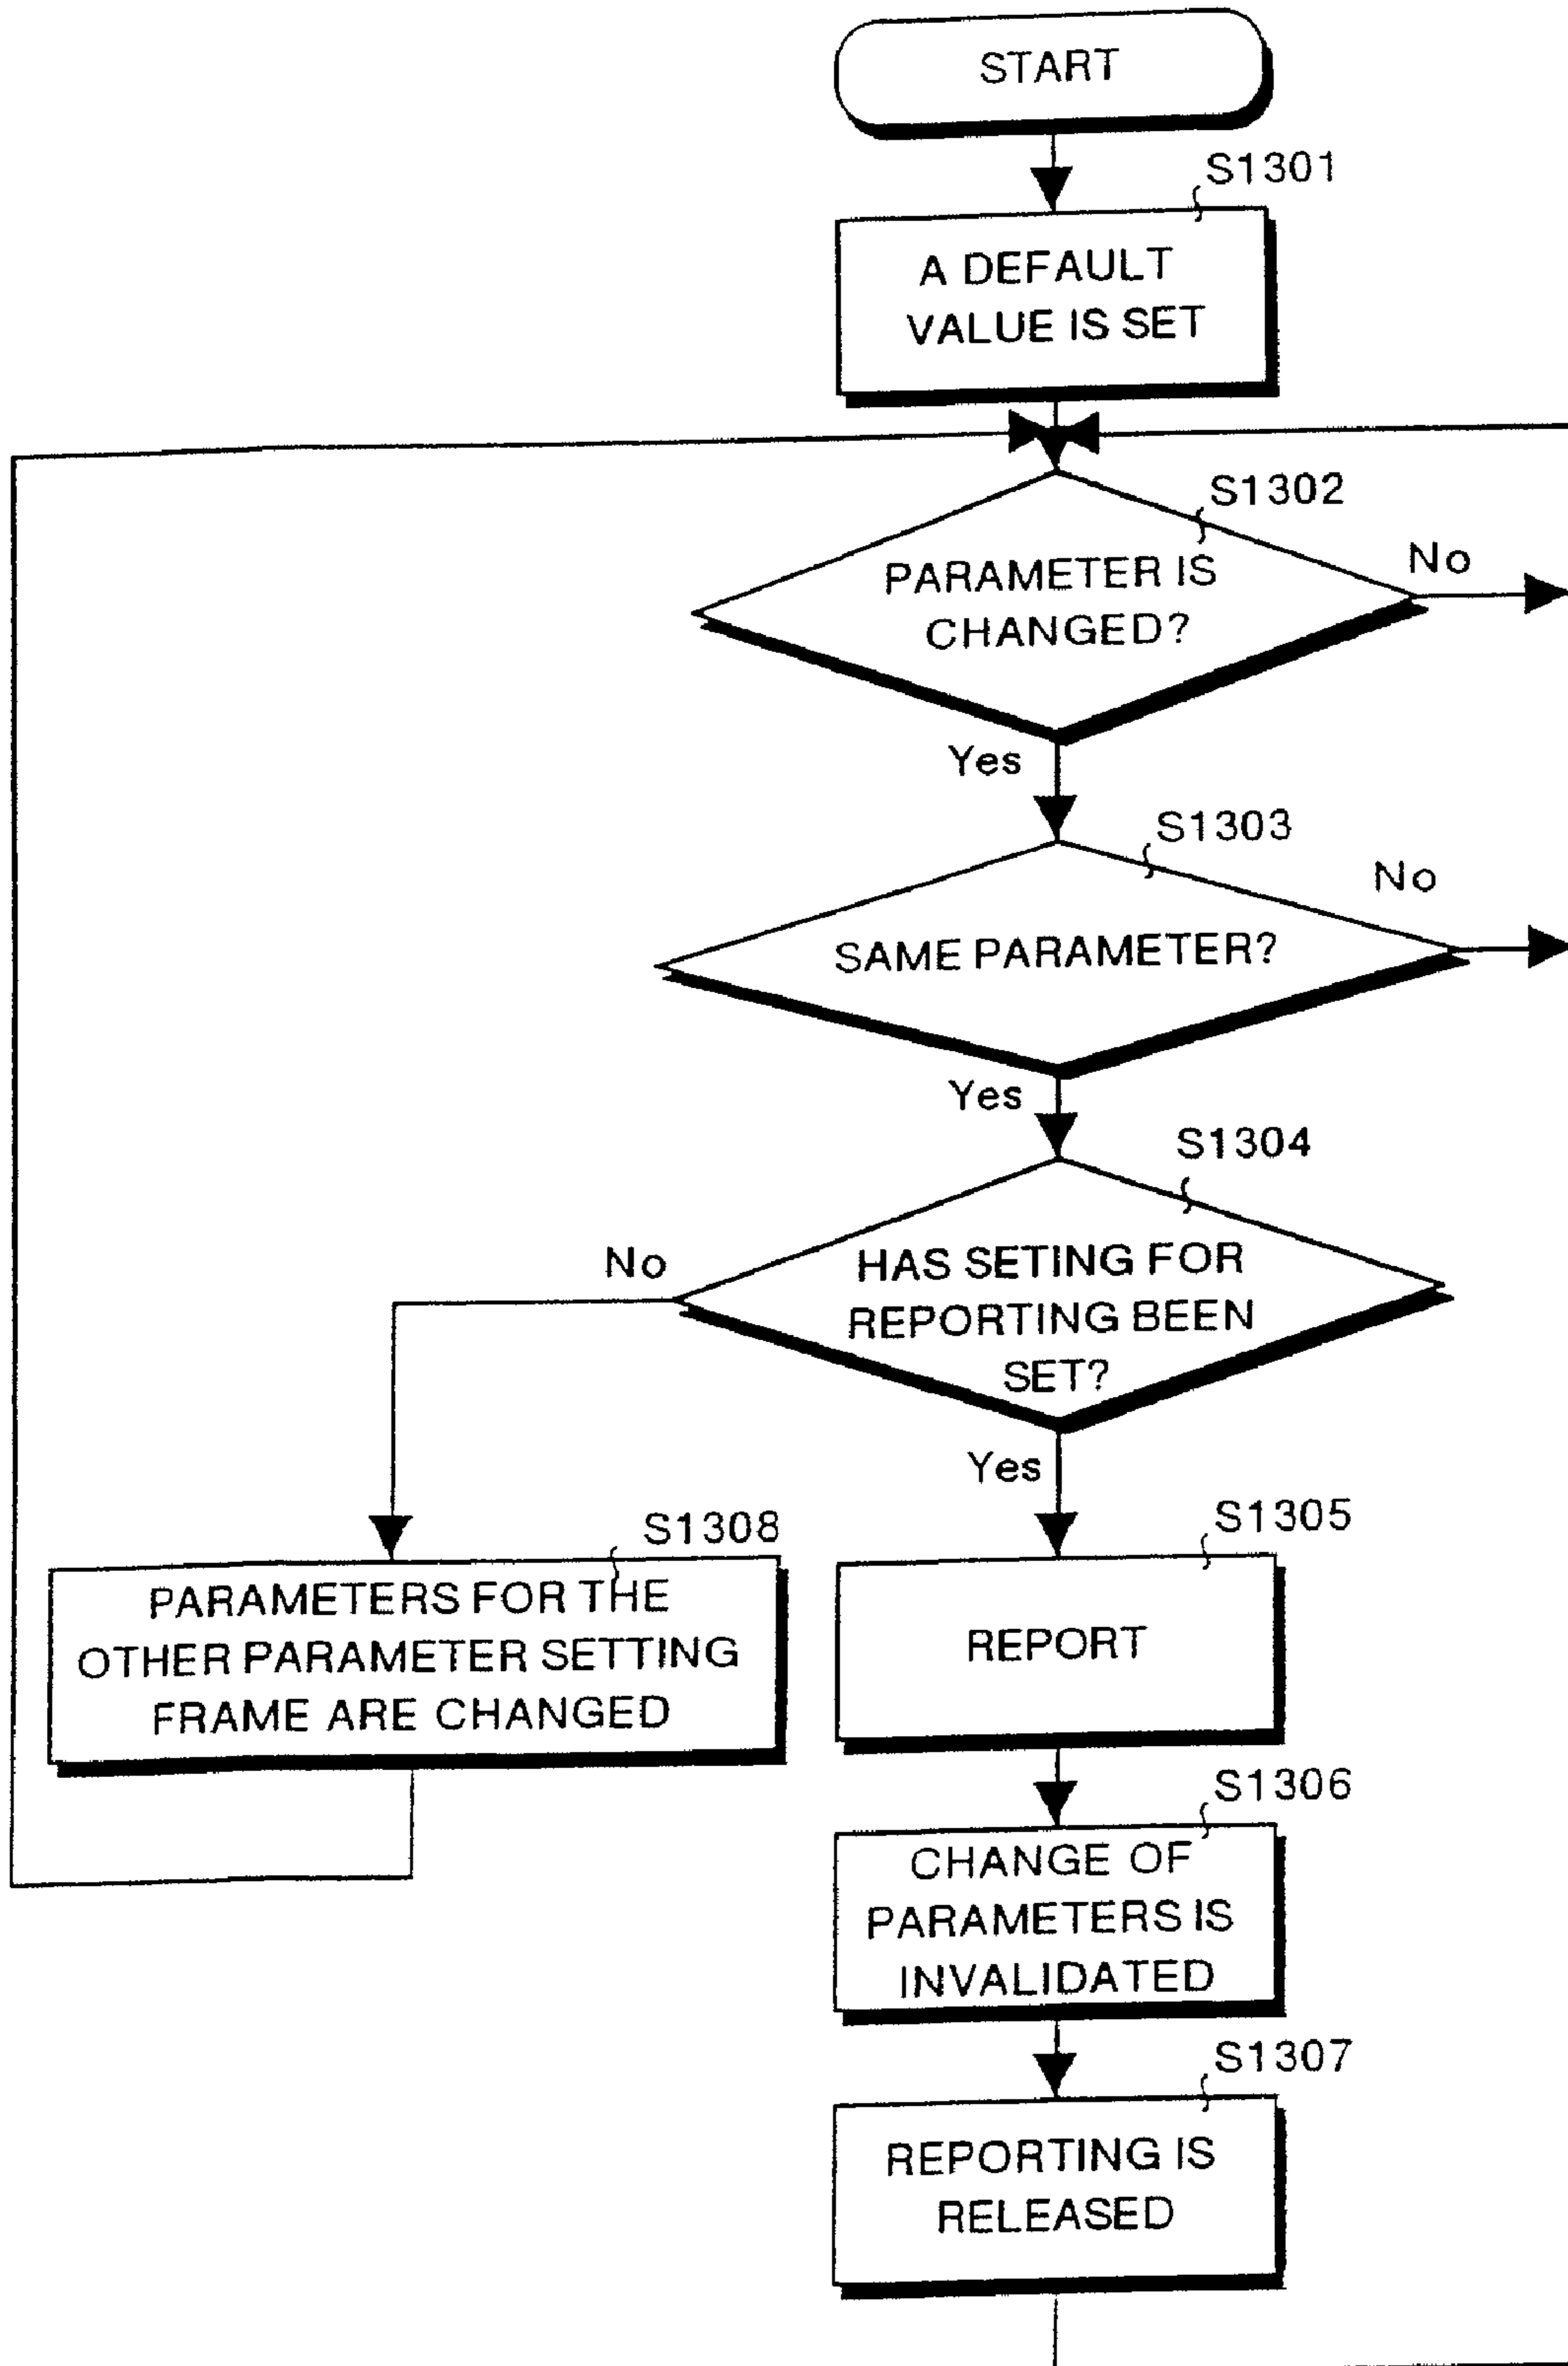 START
S1301
A DEFAULT
VALUE IS SET
S1302
PARAMETER IS
CHANGED?
No
Yes
S1303
No
SAME PARAMETER?
Yes
S1304
No
HAS SETING FOR
REPORTING BEEN
SET?
Yes
S1308
PARAMETERS FOR THE
OTHER PARAMETER SETTING
FRAME ARE CHANGED
S1305
REPORT
S1306
CHANGE OF
PARAMETERS IS
INVALIDATED
S1307
REPORTING IS
RELEASED